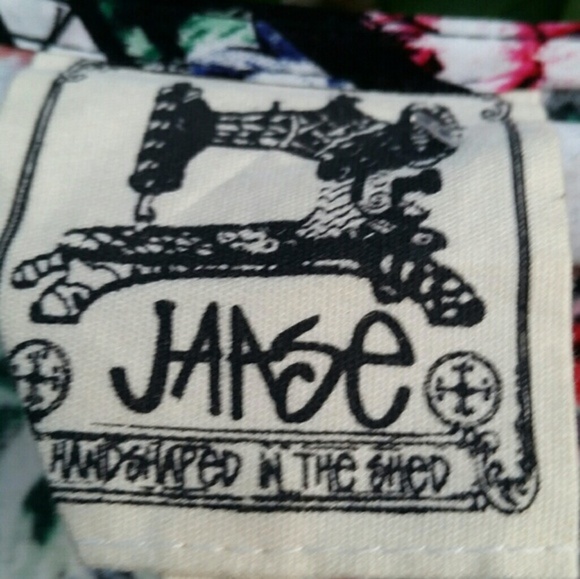 JAASE
HANDSHAPED IN THE SHED